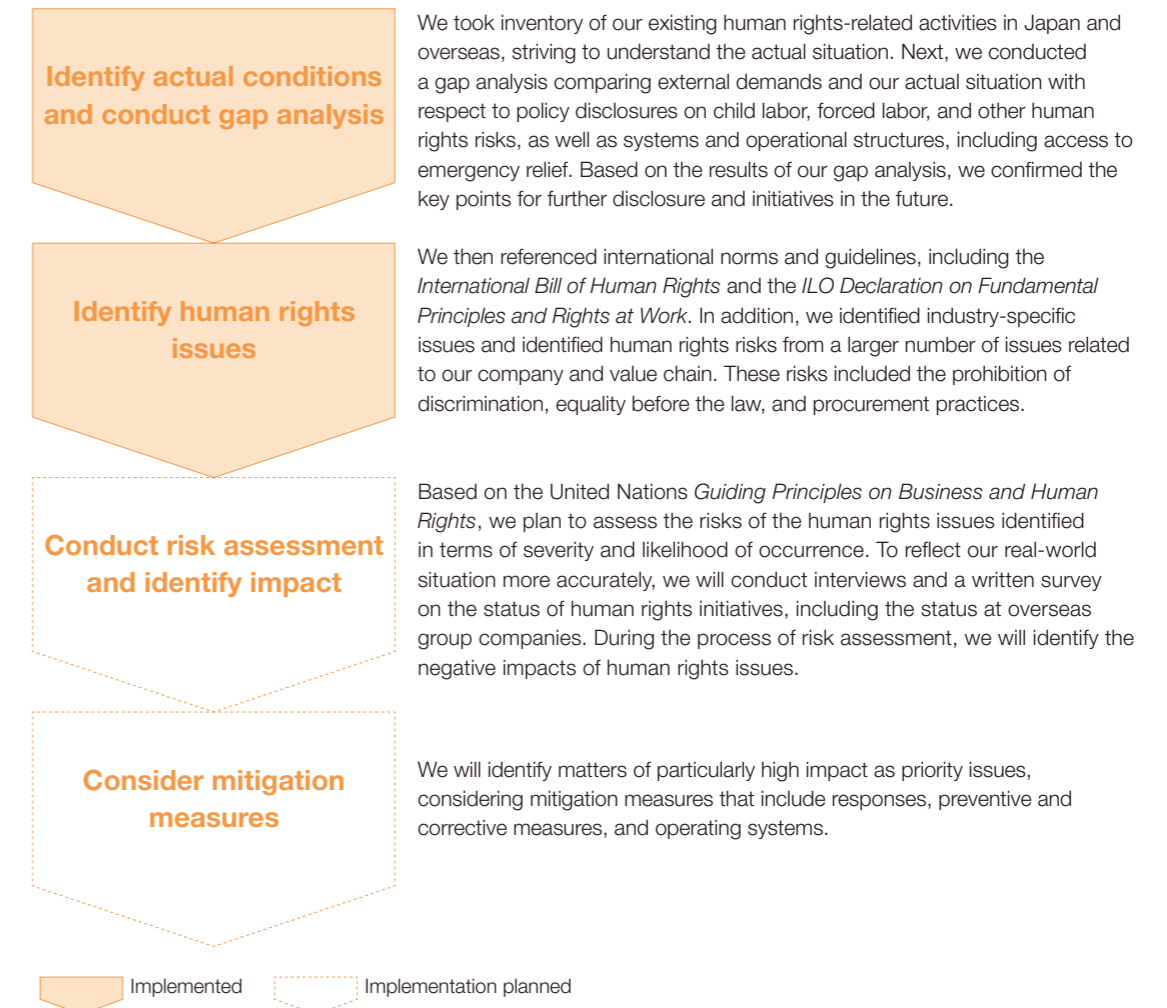 Identify actual conditions
and conduct gap analysis
We took inventory of our existing human rights-related activities in Japan and
overseas, striving to understand the actual situation. Next, we conducted
a gap analysis comparing external demands and our actual situation with
respect to policy disclosures on child labor, forced labor, and other human
rights risks, as well as systems and operational structures, including access to
emergency relief. Based on the results of our gap analysis, we confirmed the
key points for further disclosure and initiatives in the future.
Identify human rights
issues
We then referenced international norms and guidelines, including the
International Bill of Human Rights and the ILO Declaration on Fundamental
Principles and Rights at Work. In addition, we identified industry-specific
issues and identified human rights risks from a larger number of issues related
to our company and value chain. These risks included the prohibition of
discrimination, equality before the law, and procurement practices.
Conduct risk assessment
and identify impact
Based on the United Nations Guiding Principles on Business and Human
Rights, we plan to assess the risks of the human rights issues identified
in terms of severity and likelihood of occurrence. To reflect our real-world
situation more accurately, we will conduct interviews and a written survey
on the status of human rights initiatives, including the status at overseas
group companies. During the process of risk assessment, we will identify the
negative impacts of human rights issues.
Consider mitigation
measures
We will identify matters of particularly high impact as priority issues,
considering mitigation measures that include responses, preventive and
corrective measures, and operating systems.
Implemented
Implementation planned